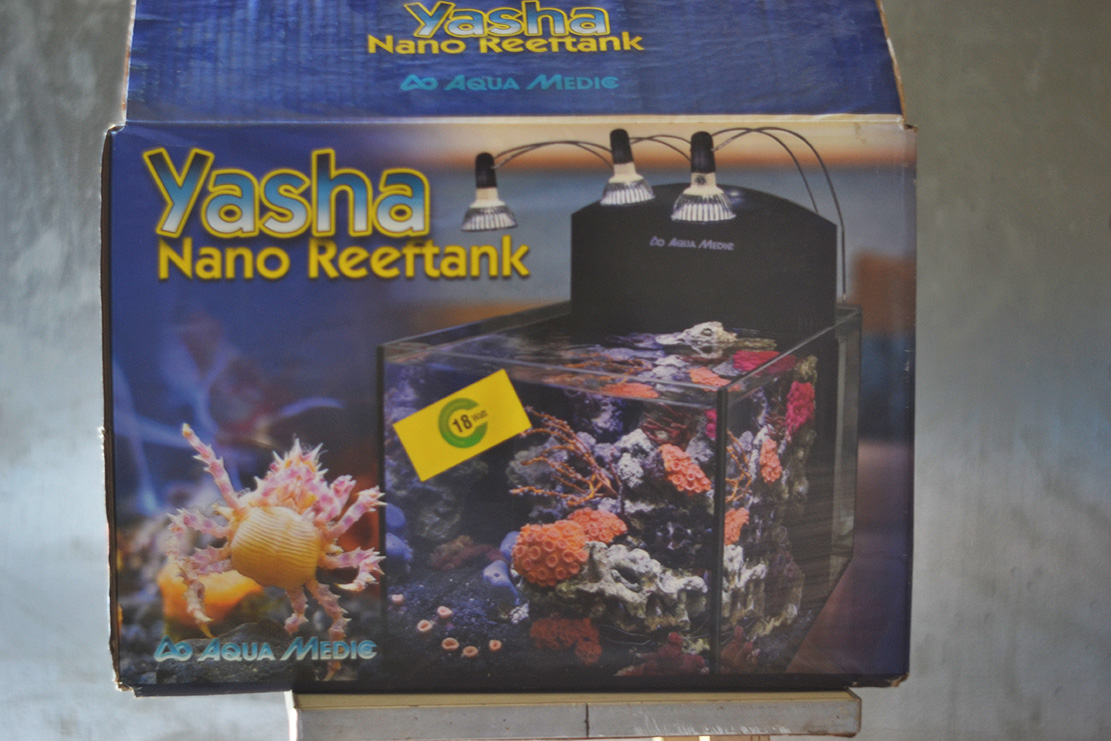 Yasha
Nano Reeftank
AQUA MEDIC
Yasha
Nano Reeftank
AQUA MEDIC
18 Watt
AQUA MEDIC